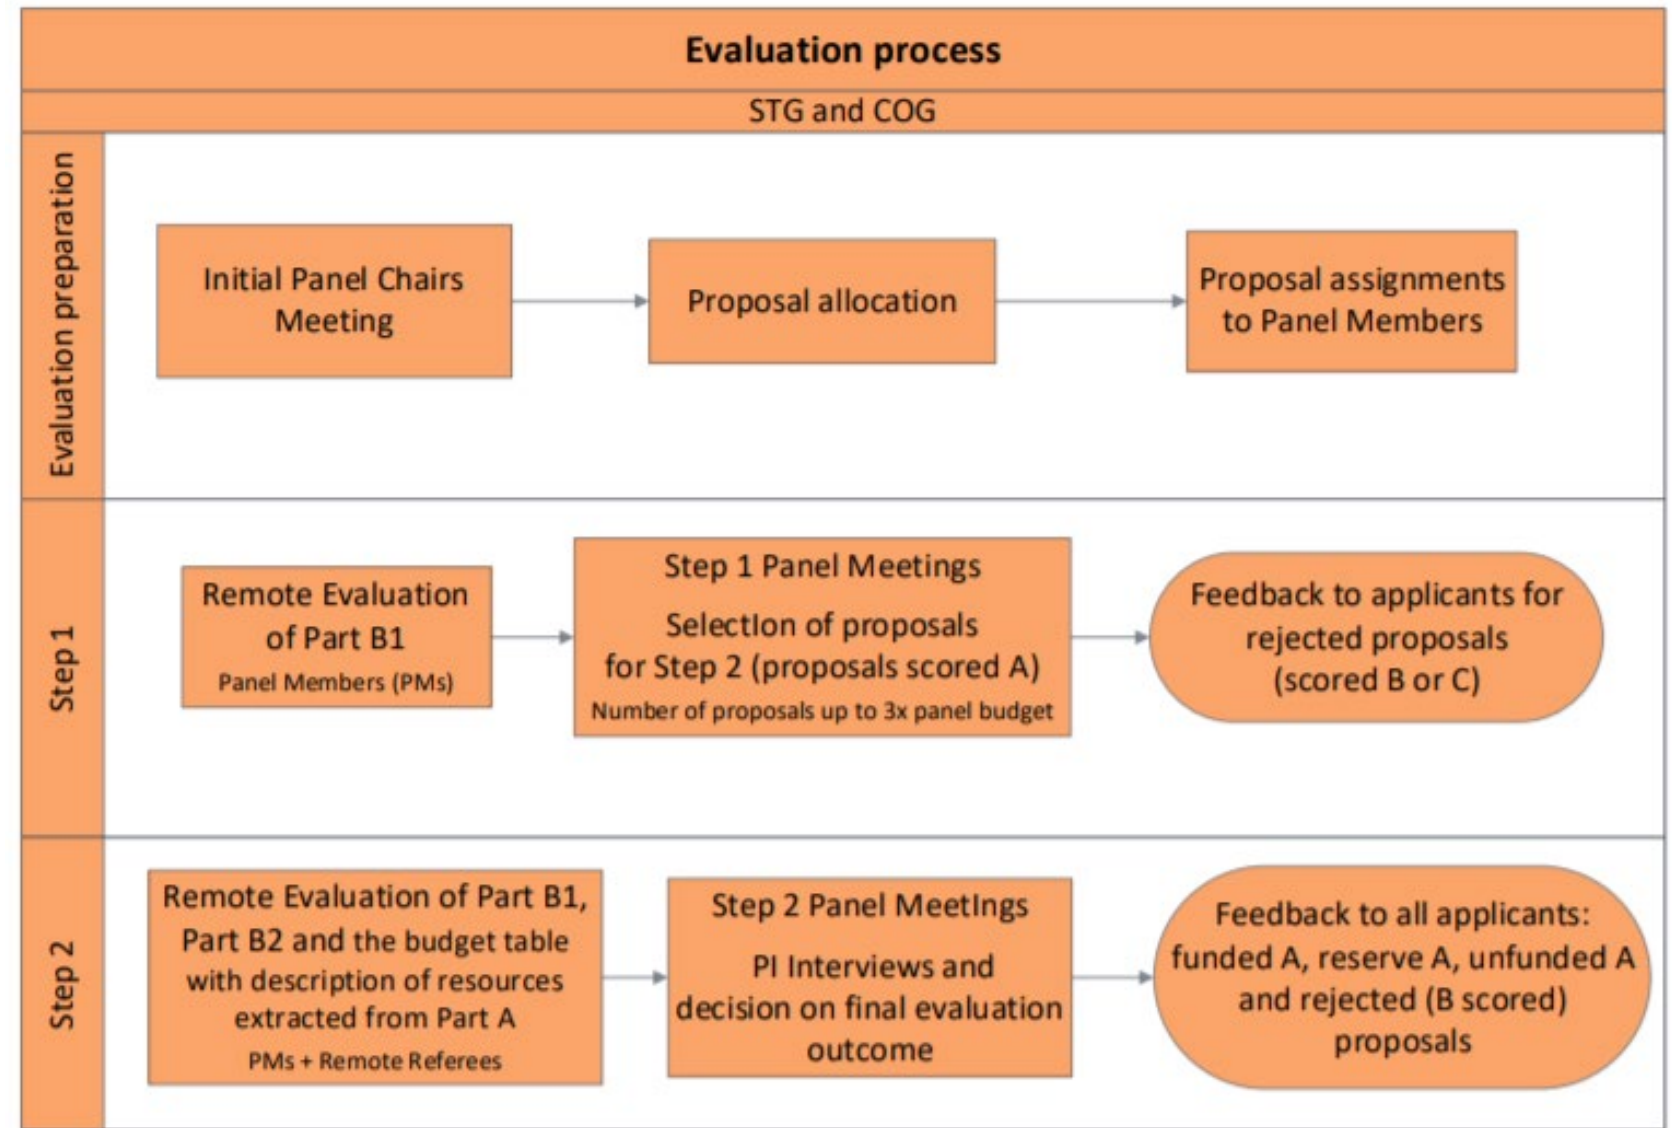 Evaluation process
STG and COG
Evaluation preparation
Initial Panel Chairs
Meeting
Proposal allocation
Proposal assignments
to Panel Members
Step 1
Remote Evaluation
of Part B1
Panel Members (PMs)
Step 1 Panel Meetings
SelectIon of proposals
for Step 2 (proposals scored A)
Number of proposals up to 3x panel budget
Feedback to applicants for
rejected proposals
(scored B or C)
Step 2
Remote Evaluation of Part B1,
Part B2 and the budget table
with description of resources
extracted from Part A
PMs + Remote Referees
Step 2 Panel MeetIngs
PI Interviews and
decision on final evaluation
outcome
Feedback to all applicants:
funded A, reserve A, unfunded A
and rejected (B scored)
proposals